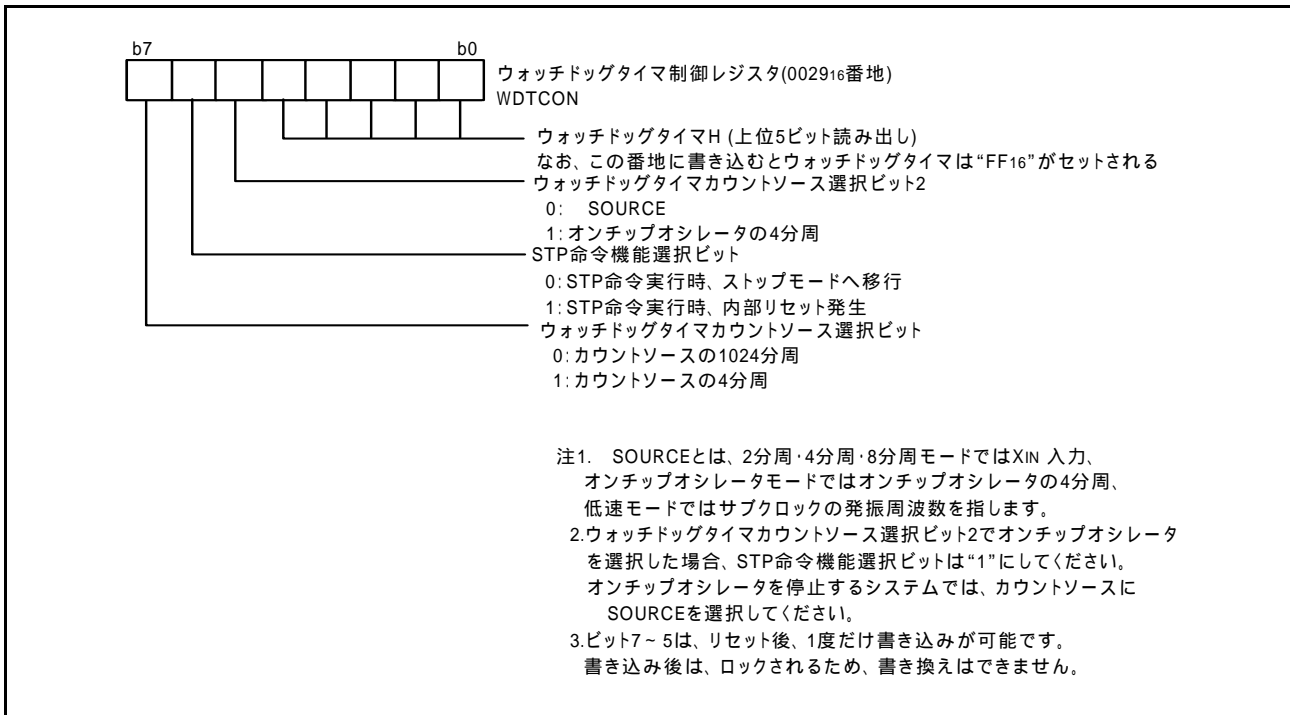 b7 b0
ウォッチドッグタイマ制御レジスタ(002916番地)
WDTCON
ウォッチドッグタイマH (上位5ビット読み出し)
なお、この番地に書き込むとウォッチドッグタイマは“FF16”がセットされる
ウォッチドッグタイマカウントソース選択ビット2
0: SOURCE
1:オンチップオシレータの4分周
STP命令機能選択ビット
0:STP命令実行時、ストップモードへ移行
1:STP命令実行時、内部リセット発生
ウォッチドッグタイマカウントソース選択ビット
0:カウントソースの1024分周
1:カウントソースの4分周
注1. SOURCEとは、2分周・4分周・8分周モードではXIN 入力、
オンチップオシレータモードではオンチップオシレータの4分周、
低速モードではサブクロックの発振周波数を指します。
2.ウォッチドッグタイマカウントソース選択ビット2でオンチップオシレータ
を選択した場合、STP命令機能選択ビットは“1”にしてください。
オンチップオシレータを停止するシステムでは、カウントソースに
SOURCEを選択してください。
3.ビット7~5は、リセット後、1度だけ書き込みが可能です。
書き込み後は、ロックされるため、書き換えはできません。